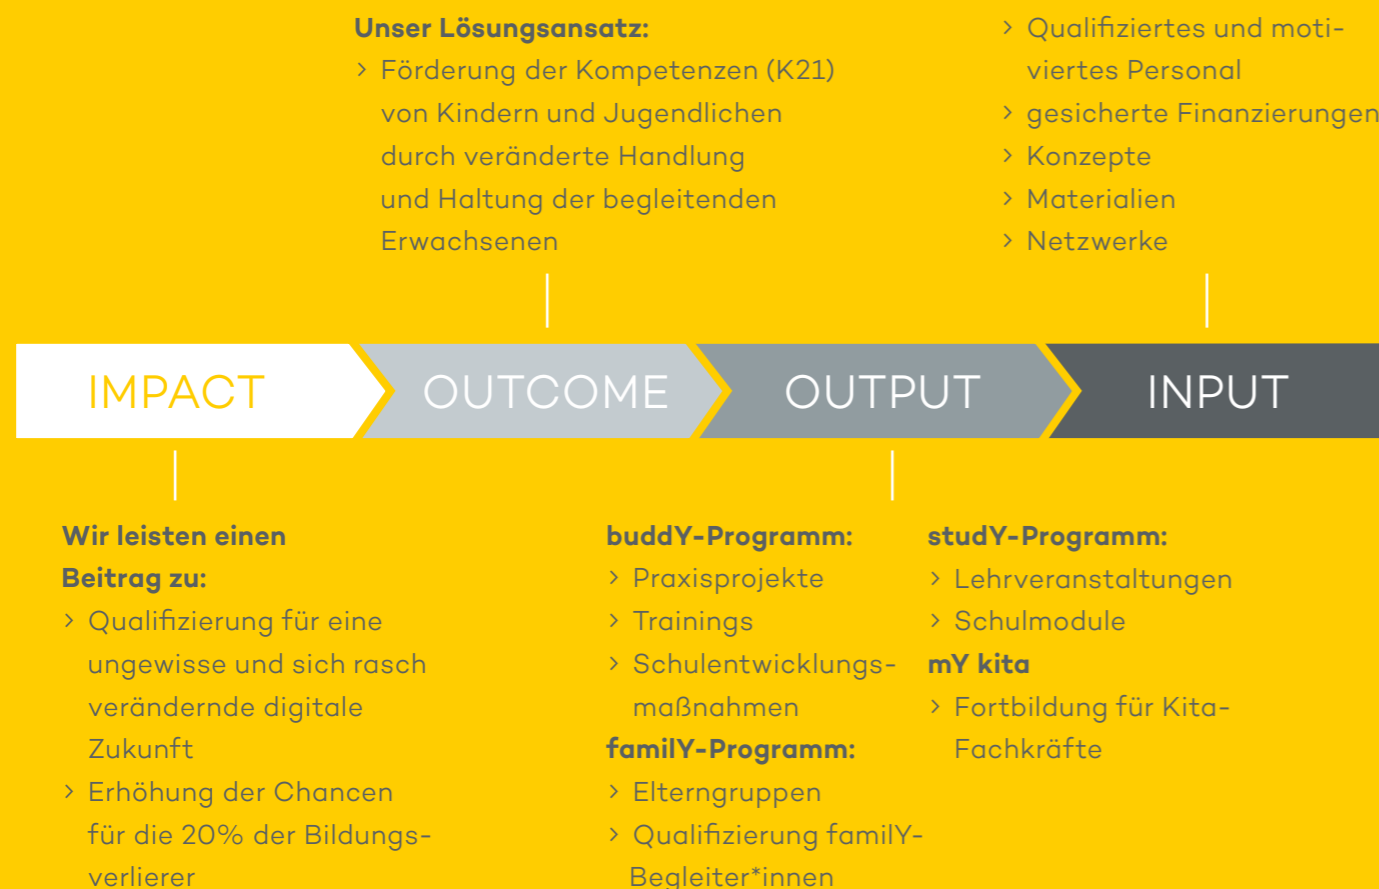 Unser Lösungsansatz:
> Förderung der Kompetenzen (K21)
von Kindern und Jugendlichen
durch veränderte Handlung
und Haltung der begleitenden
Erwachsenen
> Qualifiziertes und moti-
viertes Personal
> gesicherte Finanzierungen
> Konzepte
> Materialien
> Netzwerke
IMPACT
OUTCOME
OUTPUT
INPUT
Wir leisten einen
Beitrag zu:
> Qualifizierung für eine
ungewisse und sich rasch
verändernde digitale
Zukunft
> Erhöhung der Chancen
für die 20% der Bildungs-
verlierer
buddY-Programm:
> Praxisprojekte
> Trainings
> Schulentwicklungs-
maßnahmen
familY-Programm:
> Elterngruppen
> Qualifizierung familY-
Begleiter*innen
studY-Programm:
> Lehrveranstaltungen
> Schulmodule
mY kita
> Fortbildung für Kita-
Fachkräfte